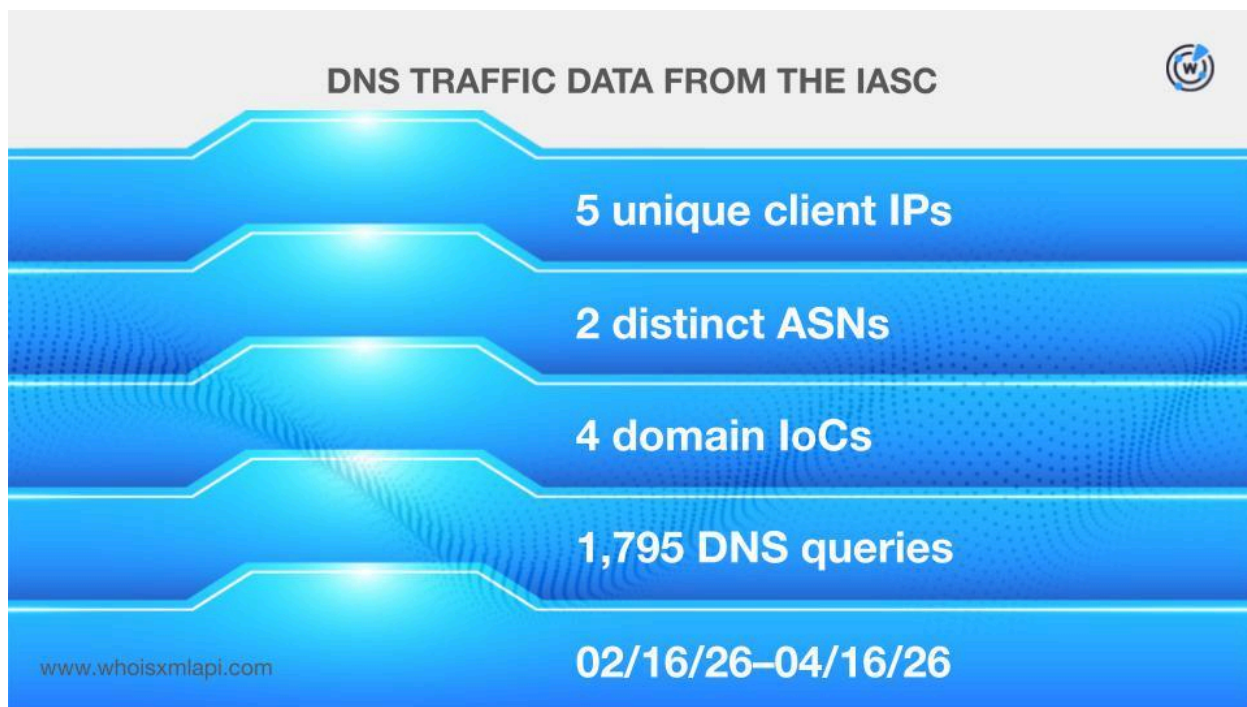 DNS TRAFFIC DATA FROM THE IASC
W
5 unique client IPs
2 distinct ASNs
4 domain IoCs
1,795 DNS queries
02/16/26–04/16/26
www.whoisxmlapi.com